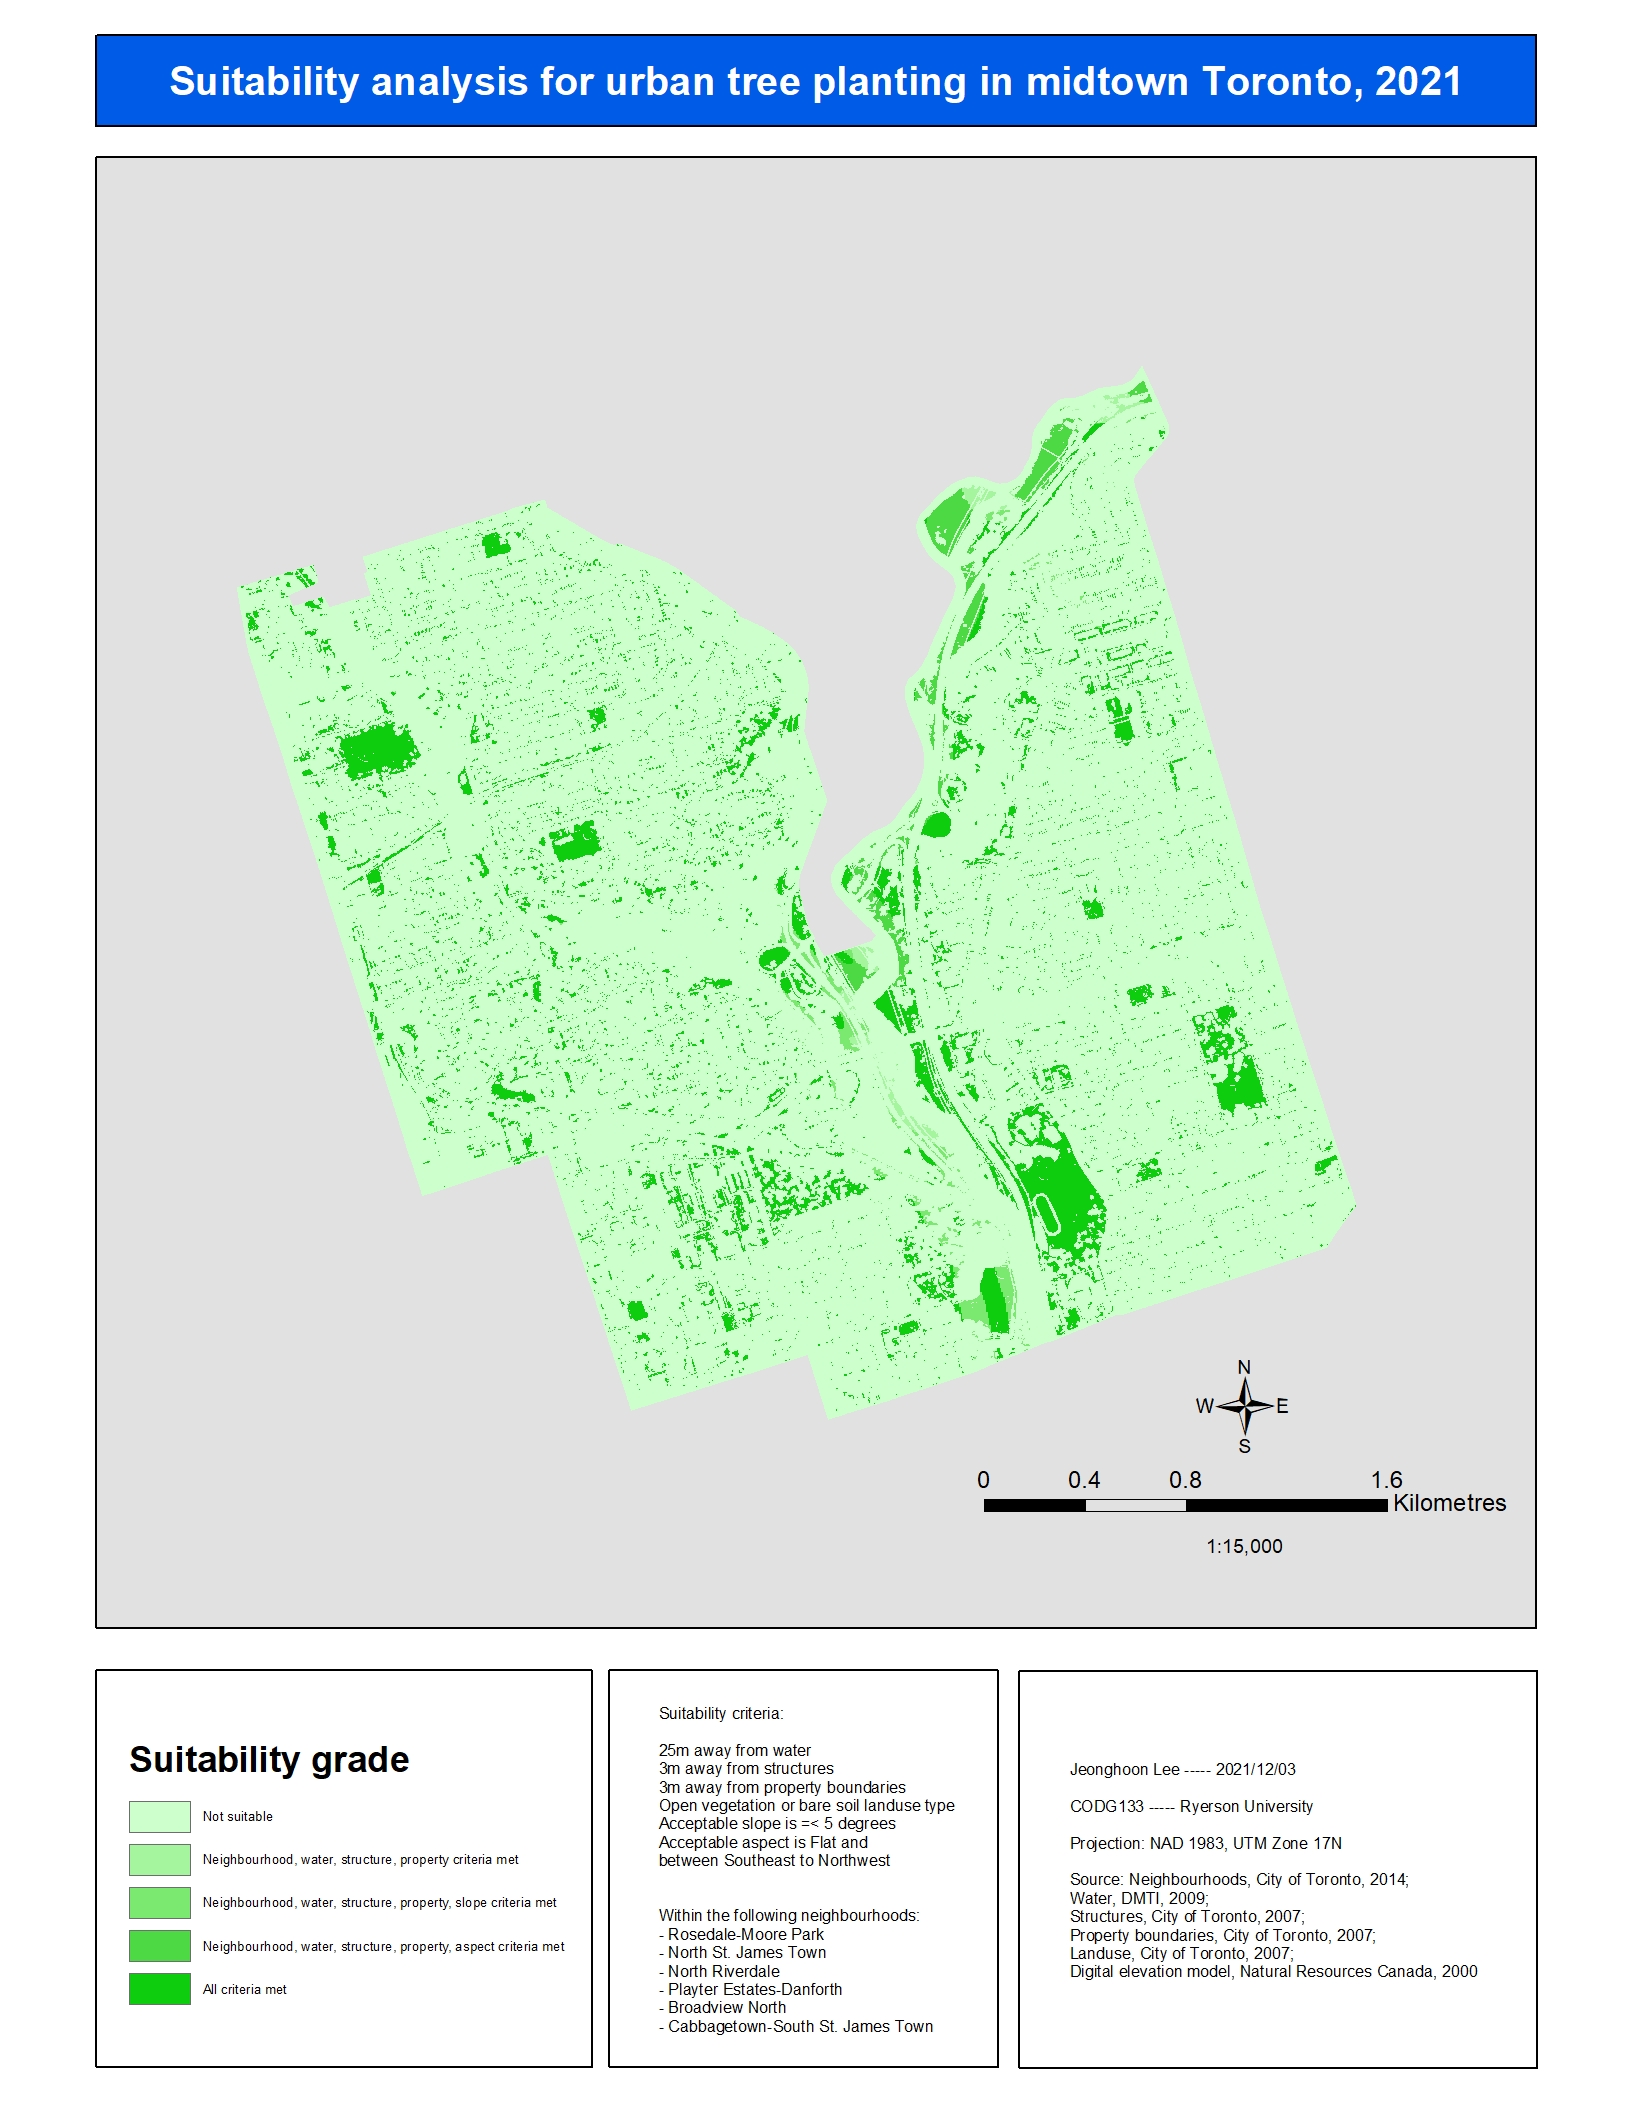 Suitability analysis for urban tree planting in midtown Toronto, 2021
N
W E
S
0 0.4 0.8 1.6
Kilometres
1:15,000
Suitability grade
Not suitable
Neighbourhood, water, structure, property criteria met
Neighbourhood, water, structure, property, slope criteria met
Neighbourhood, water, structure, property, aspect criteria met
All criteria met
Suitability criteria:
25m away from water
3m away from structures
3m away from property boundaries
Open vegetation or bare soil landuse type
Acceptable slope is =< 5 degrees
Acceptable aspect is Flat and
between Southeast to Northwest
Within the following neighbourhoods:
- Rosedale-Moore Park
- North St. James Town
- North Riverdale
- Playter Estates-Danforth
- Broadview North
- Cabbagetown-South St. James Town
Jeonghoon Lee ----- 2021/12/03
CODG133 ----- Ryerson University
Projection: NAD 1983, UTM Zone 17N
Source: Neighbourhoods, City of Toronto, 2014;
Water, DMTI, 2009;
Structures, City of Toronto, 2007;
Property boundaries, City of Toronto, 2007;
Landuse, City of Toronto, 2007;
Digital elevation model, Natural Resources Canada, 2000